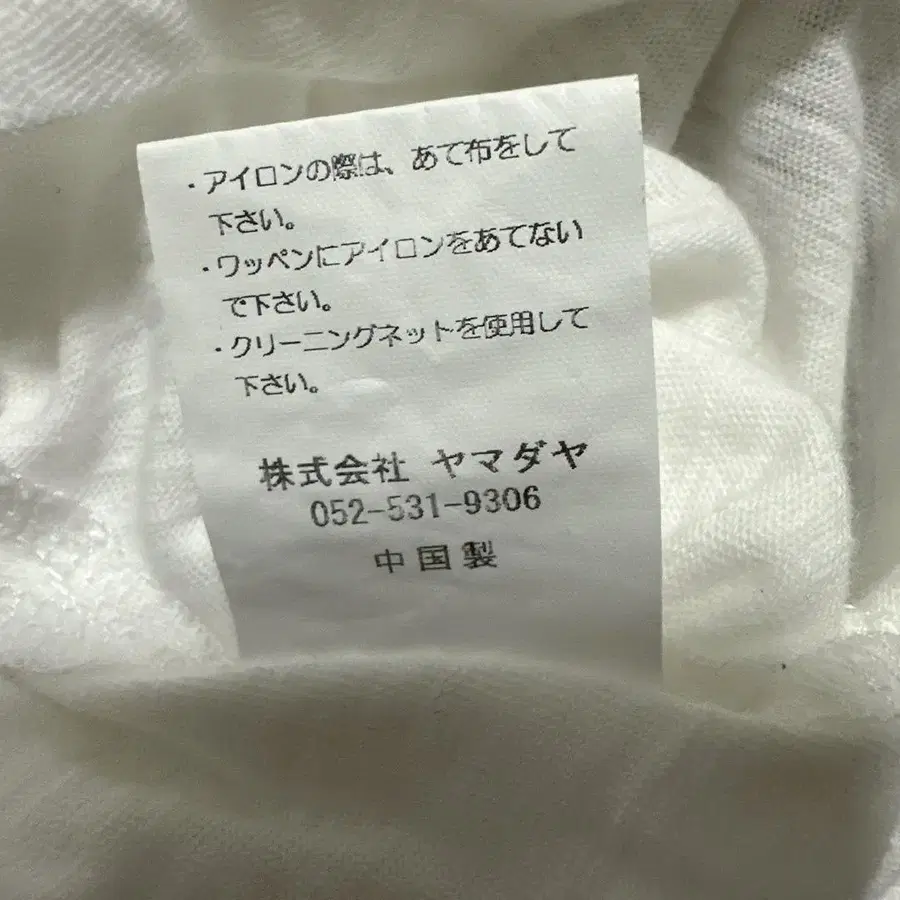 ・アイロンの際は、あて布をして
下さい。
・ワッペンにアイロンをあてない
で下さい。
・クリーニングネットを使用して
下さい。
株式会社 ヤマダヤ
052-531-9306
中国製